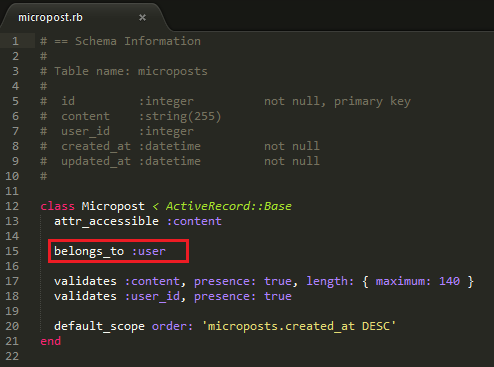 micropost.rb ×
1 # == Schema Information
2 #
3 # Table name: microposts
4 #
5 #  id         :integer          not null, primary key
6 #  content    :string(255)
7 #  user_id    :integer
8 #  created_at :datetime         not null
9 #  updated_at :datetime         not null
10 #
11
12 class Micropost < ActiveRecord::Base
13   attr_accessible :content
14
15   belongs_to :user
16
17   validates :content, presence: true, length: { maximum: 140 }
18   validates :user_id, presence: true
19
20   default_scope order: 'microposts.created_at DESC'
21 end
22